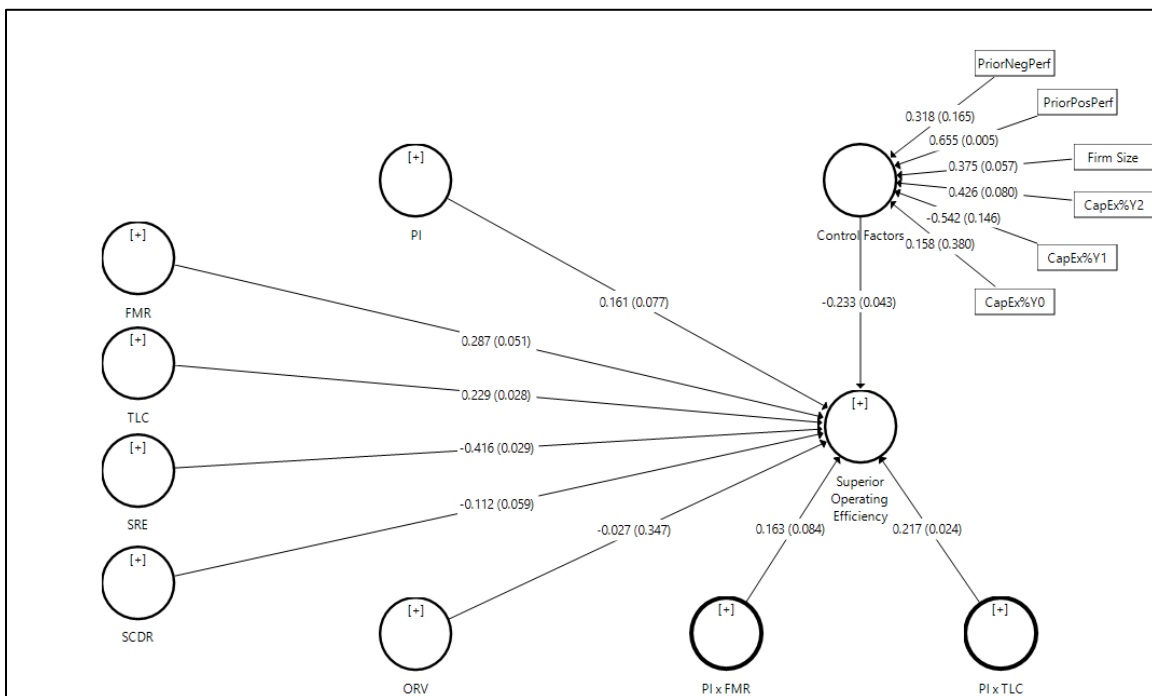 PriorNegPerf
PriorPosPerf
0.318 (0.165)
0.655 (0.005)
[+]
Firm Size
0.375 (0.057)
0.426 (0.080)
CapEx%Y2
-0.542 (0.146)
PI
Control Factors
[+]
0.158 (0.380)
CapEx%Y1
CapEx%Y0
0.161 (0.077)
-0.233 (0.043)
FMR
[+]
0.287 (0.051)
0.229 (0.028)
TLC
[+]
[+]
-0.416 (0.029)
Superior
Operating
Efficiency
-0.112 (0.059)
SRE
-0.027 (0.347)
0.163 (0.084)
0.217 (0.024)
[+]
SCDR
[+]
[+]
[+]
ORV
PI x FMR
PI x TLC